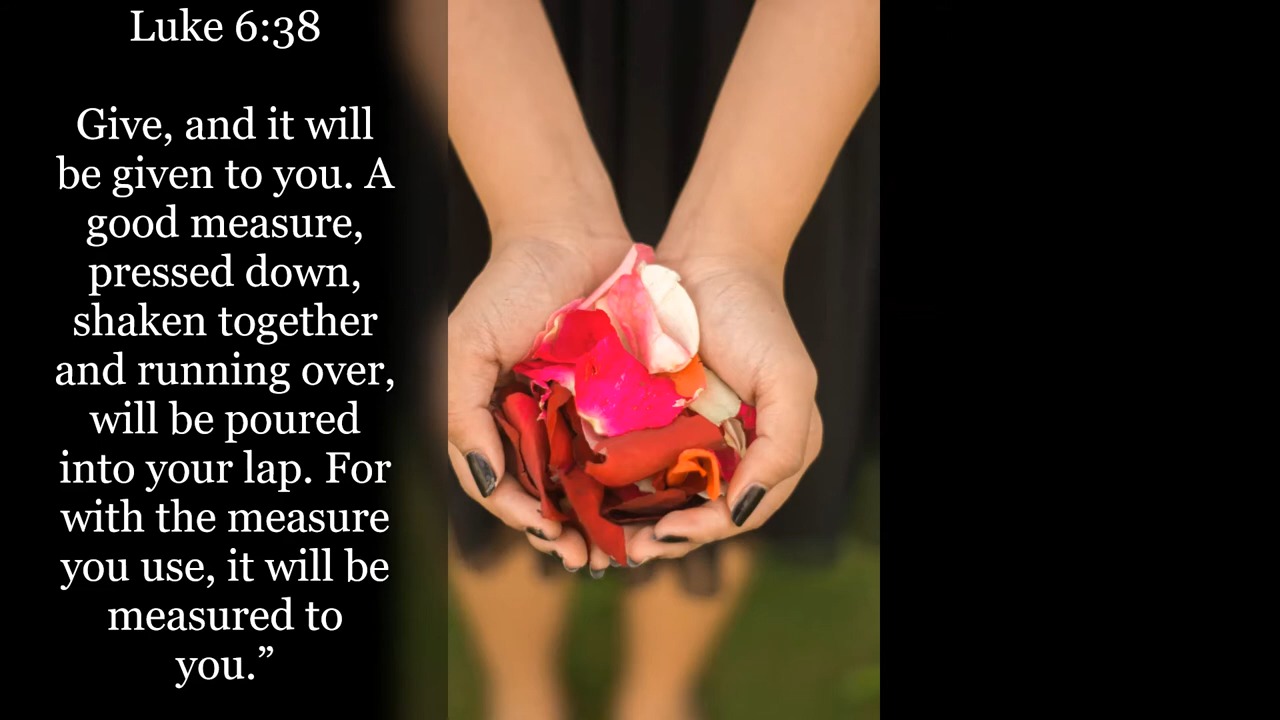 Luke 6:38
Give, and it will
be given to you. A
good measure,
pressed down,
shaken together
and running over,
will be poured
into your lap. For
with the measure
you use, it will be
measured to
you.”